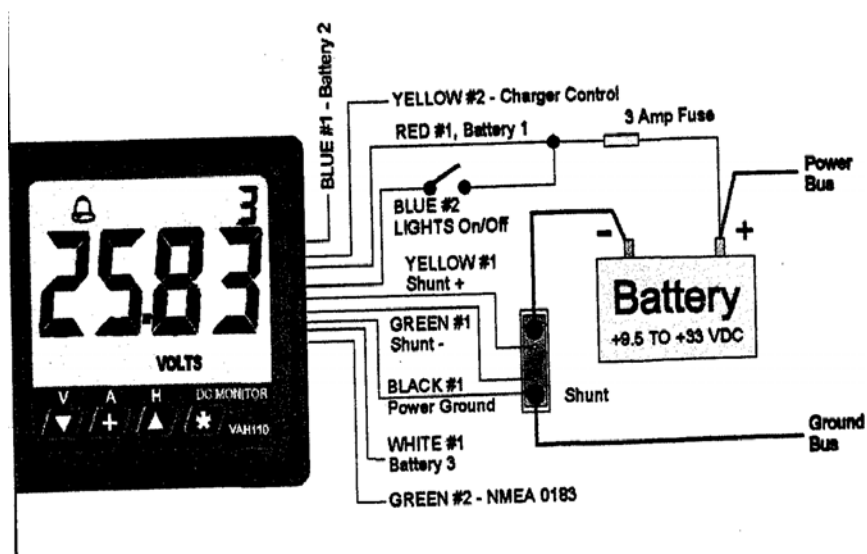 BLUE #1 - Battery 2
YELLOW #2 - Charger Control
RED #1, Battery 1
3 Amp Fuse
Power
Bus
BLUE #2
LIGHTS On/Off
YELLOW #1
Shunt +
- +
Battery
+9.5 TO +33 VDC
GREEN #1
Shunt -
BLACK #1
Power Ground
Shunt
Ground
Bus
WHITE #1
Battery 3
GREEN #2 - NMEA 0183
25.83
VOLTS
V A H DC MONITOR
▼ + ▲ * VAH110